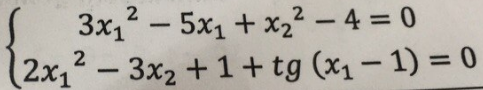 3x₁² − 5x₁ + x₂² − 4 = 0
2x₁² − 3x₂ + 1 + tg (x₁ − 1) = 0